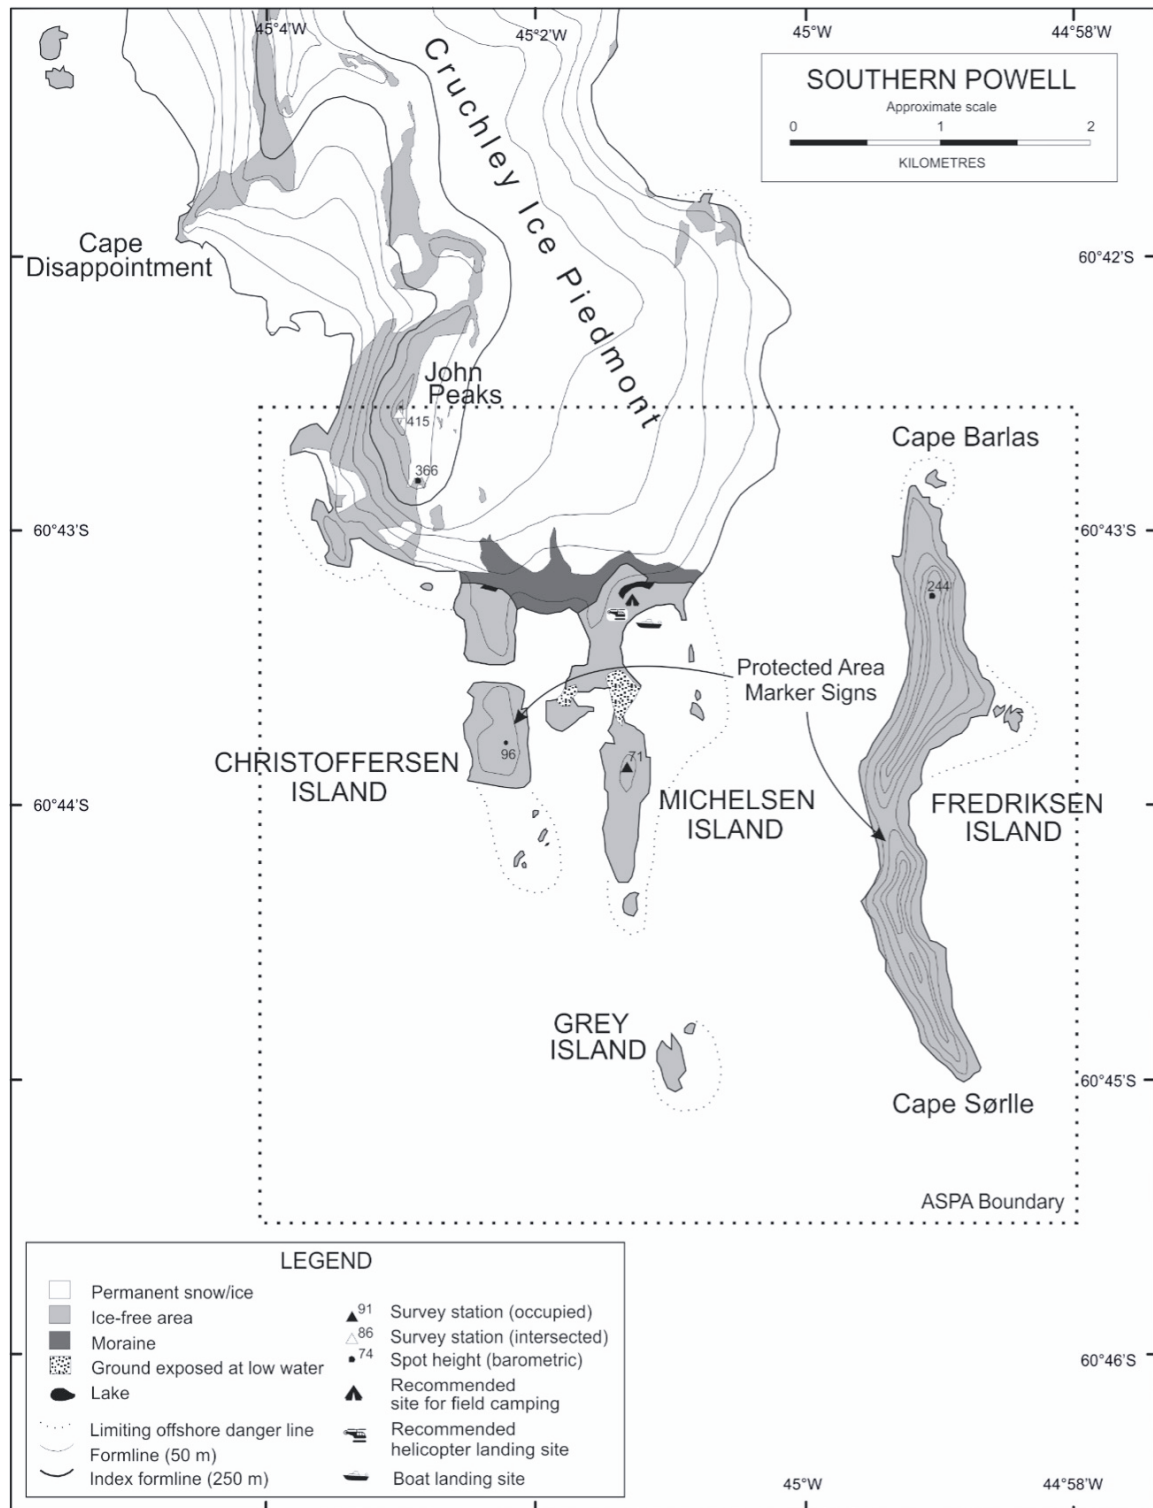 45°4'W
45°2'W
45°W
44°58'W
SOUTHERN POWELL
Approximate scale
0 1 2
KILOMETRES
Cruchley Ice Piedmont
Cape
Disappointment
60°42'S
John
Peaks
415
366
Cape Barlas
60°43'S
60°43'S
244
Protected Area
Marker Signs
CHRISTOFFERSEN
ISLAND
96
71
MICHELSEN
ISLAND
FREDRIKSEN
ISLAND
60°44'S
GREY
ISLAND
60°45'S
Cape Sørlle
ASPA Boundary
LEGEND
Permanent snow/ice
Ice-free area
Moraine
Ground exposed at low water
Lake
Limiting offshore danger line
Formline (50 m)
Index formline (250 m)
91 Survey station (occupied)
86 Survey station (intersected)
74 Spot height (barometric)
Recommended
site for field camping
Recommended
helicopter landing site
Boat landing site
60°46'S
45°W
44°58'W